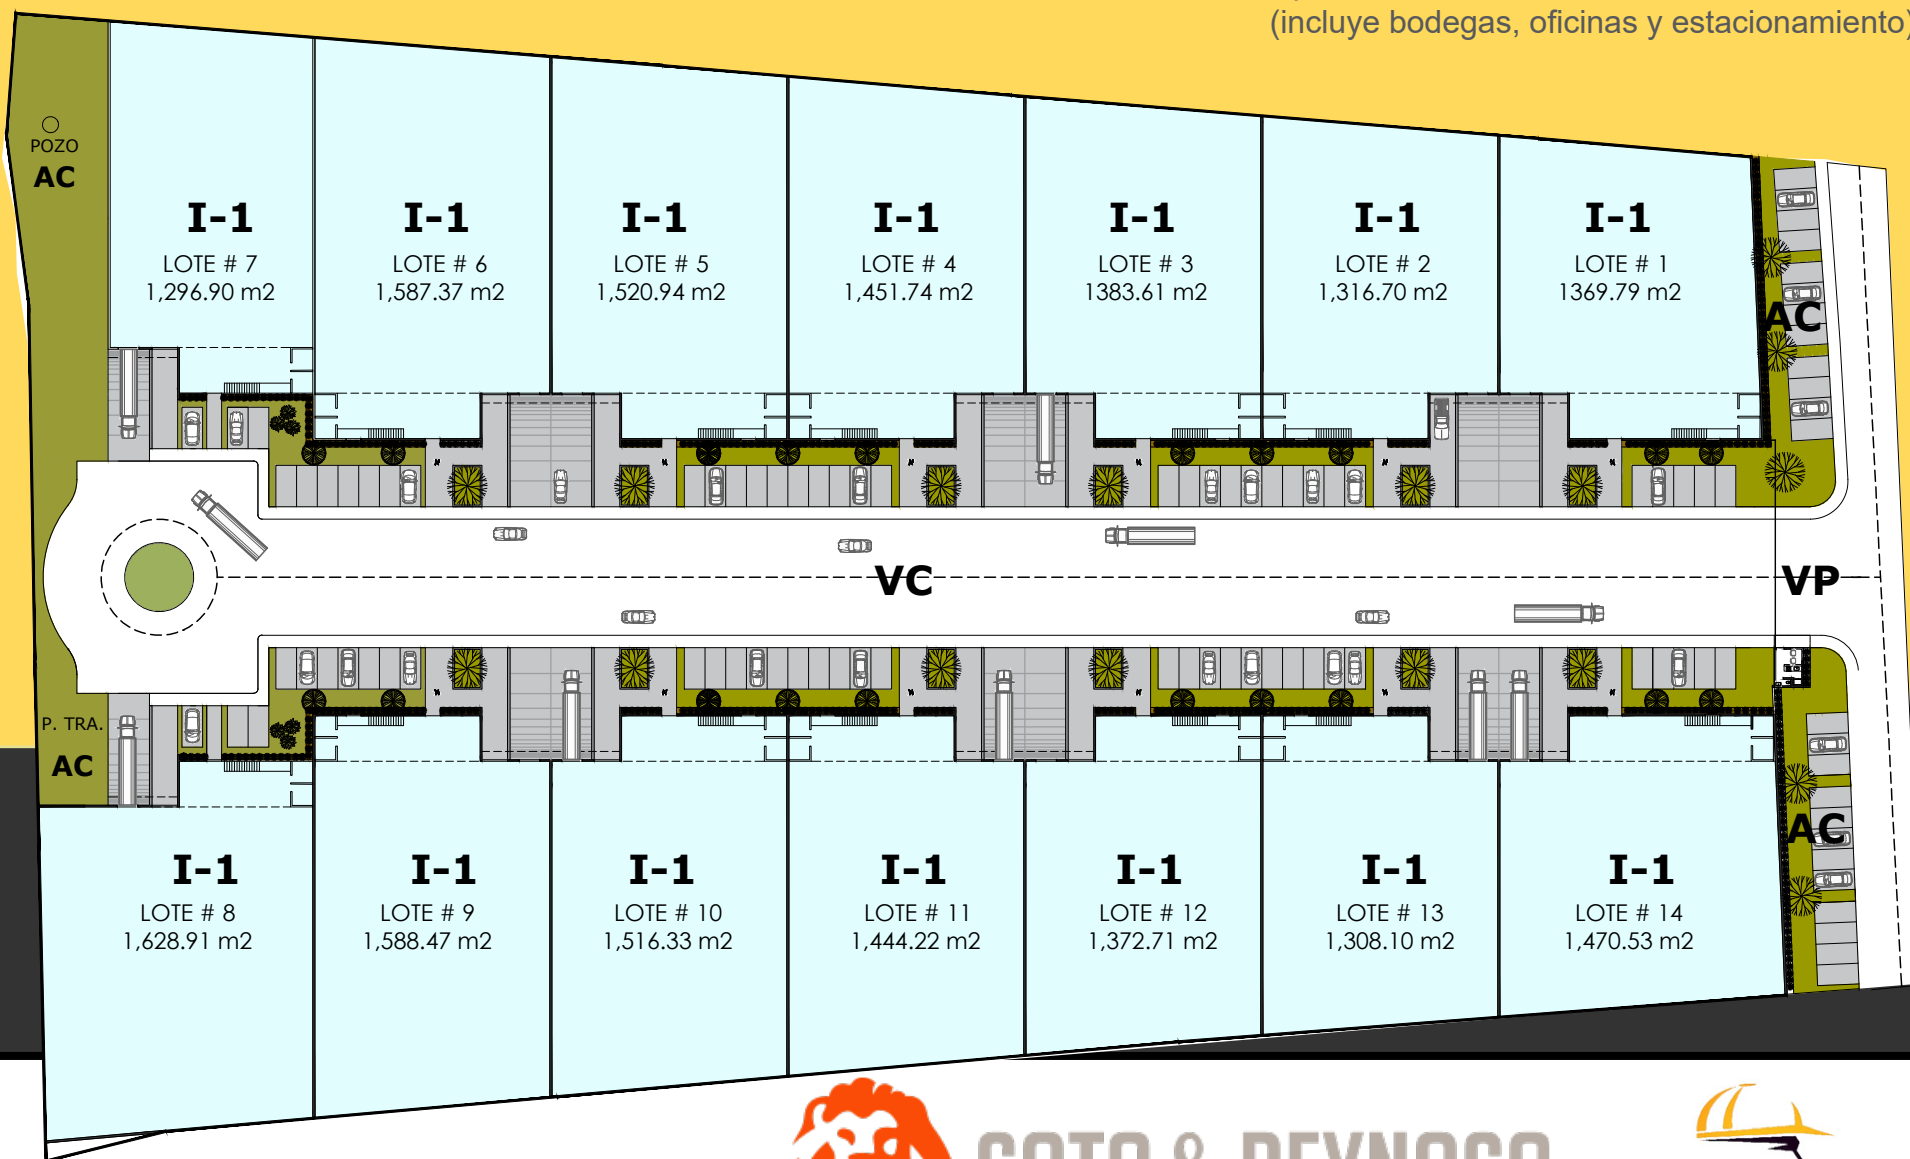 (incluye bodegas, oficinas y estacionamiento)
POZO
AC
I-1
LOTE # 7
1,296.90 m2
I-1
LOTE # 6
1,587.37 m2
I-1
LOTE # 5
1,520.94 m2
I-1
LOTE # 4
1,451.74 m2
I-1
LOTE # 3
1383.61 m2
I-1
LOTE # 2
1,316.70 m2
I-1
LOTE # 1
1369.79 m2
AC
VC
VP
P. TRA.
AC
I-1
LOTE # 8
1,628.91 m2
I-1
LOTE # 9
1,588.47 m2
I-1
LOTE # 10
1,516.33 m2
I-1
LOTE # 11
1,444.22 m2
I-1
LOTE # 12
1,372.71 m2
I-1
LOTE # 13
1,308.10 m2
I-1
LOTE # 14
1,470.53 m2
AC